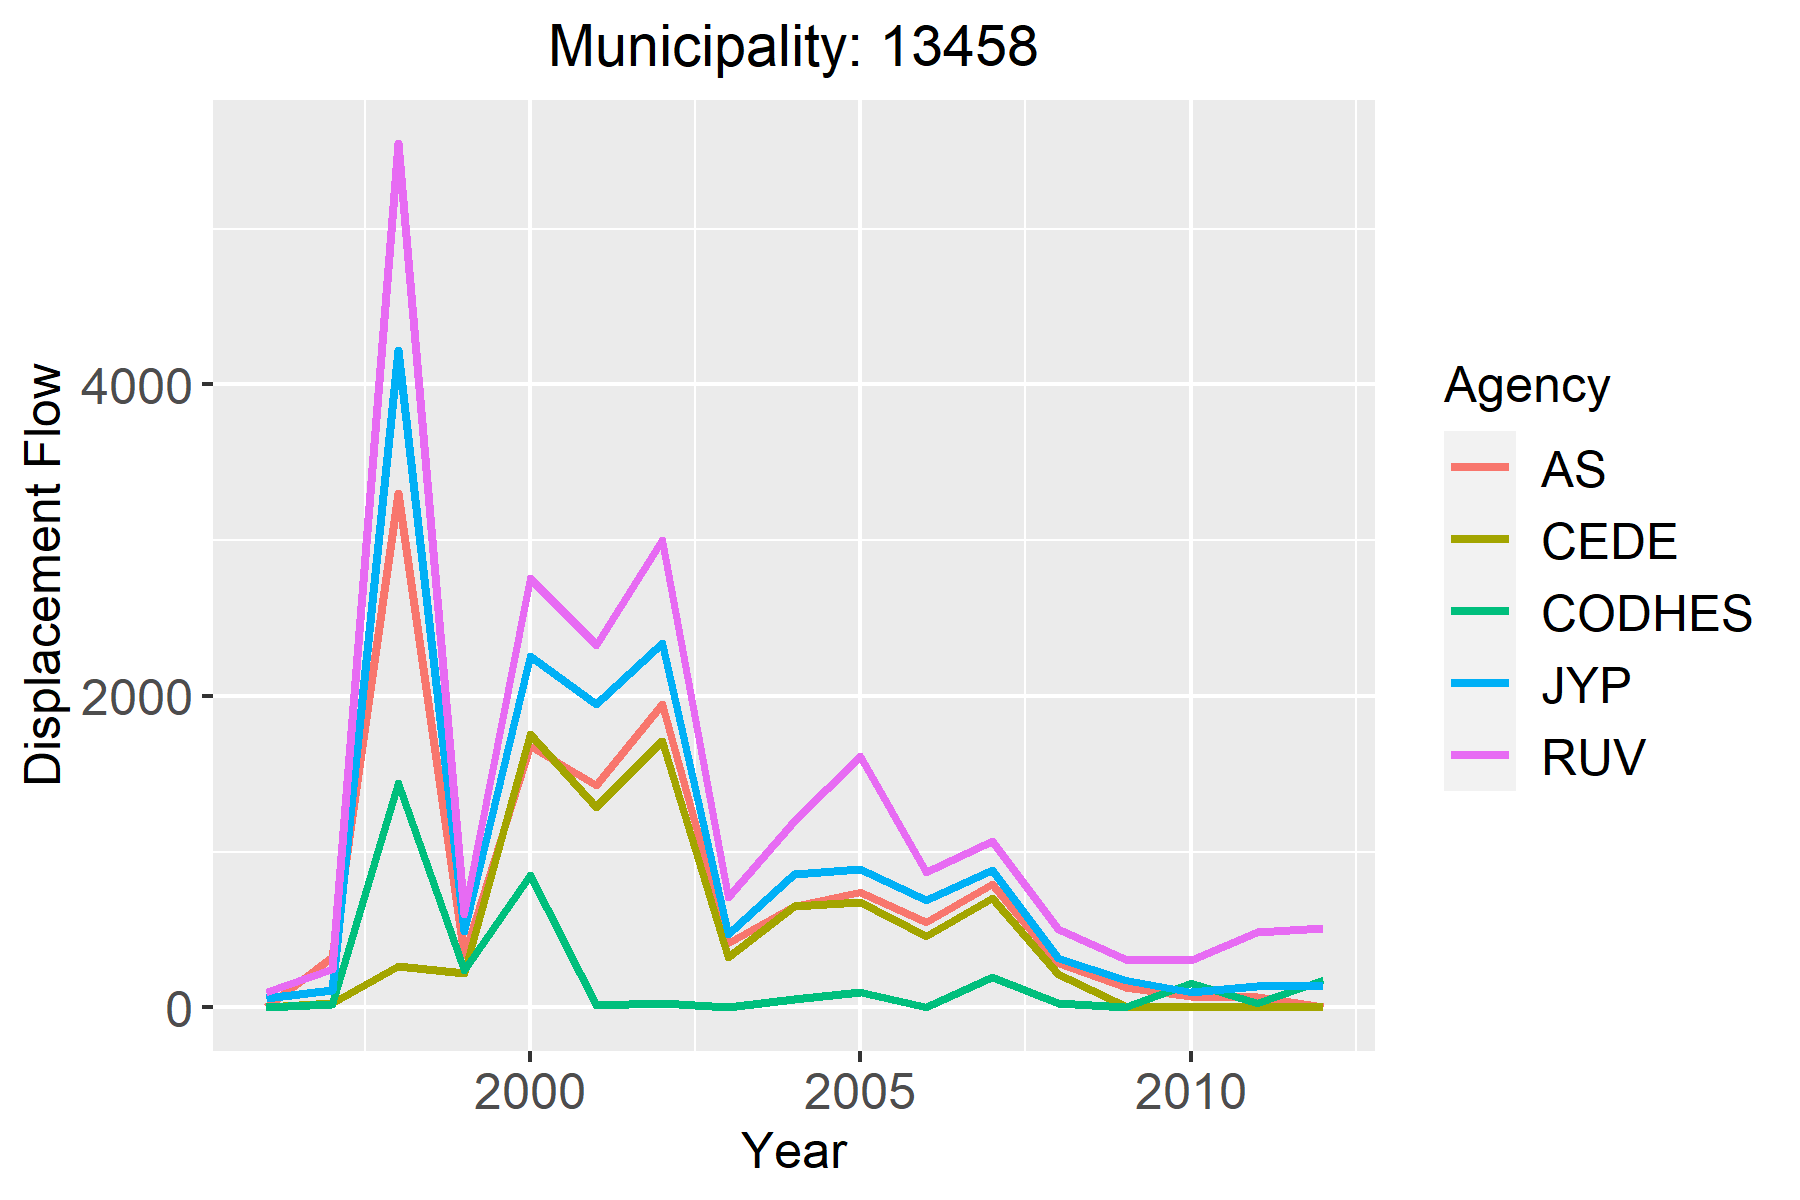 Municipality: 13458
Displacement Flow
4000
2000
0
2000
2005
2010
Year
Agency
AS
CEDE
CODHES
JYP
RUV